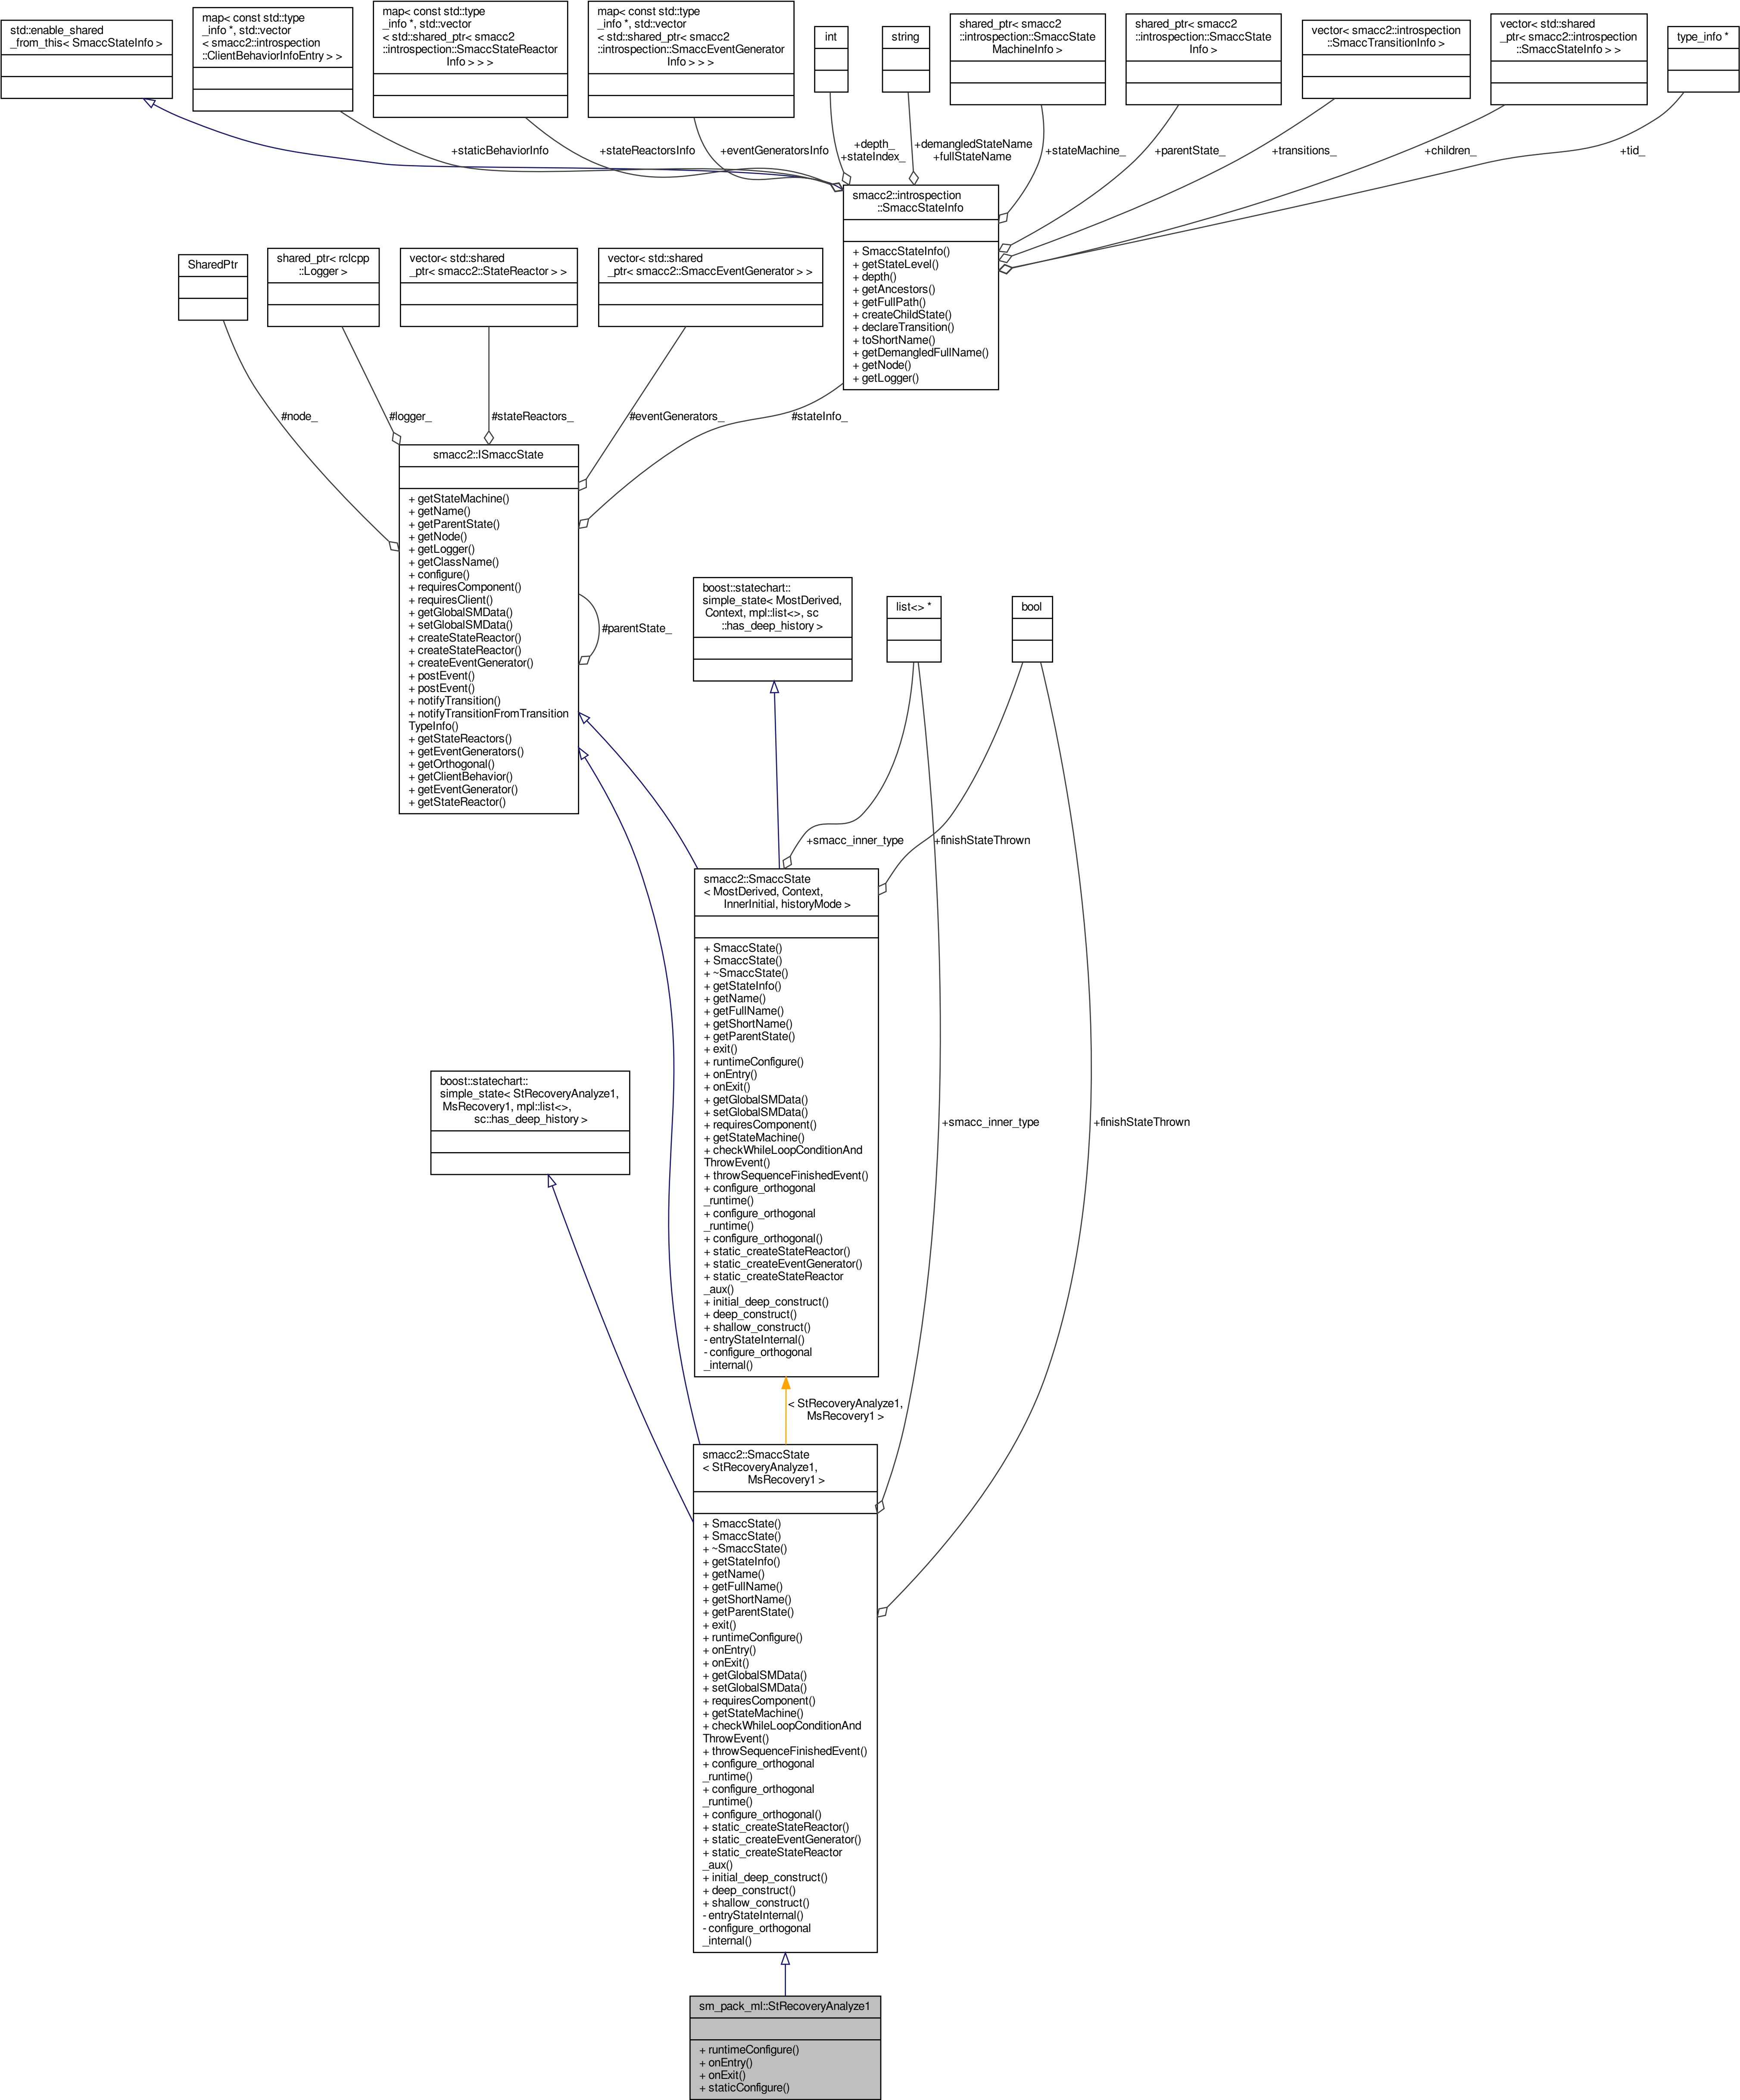 std::enable_shared
_from_this< SmaccStateInfo >
map< const std::type
_info *, std::vector
< smacc2::introspection
::ClientBehaviorInfoEntry > >
map< const std::type
_info *, std::vector
< std::shared_ptr< smacc2
::introspection::SmaccStateReactor
Info > > >
map< const std::type
_info *, std::vector
< std::shared_ptr< smacc2
::introspection::SmaccEventGenerator
Info > > >
int
string
shared_ptr< smacc2
::introspection::SmaccState
MachineInfo >
shared_ptr< smacc2
::introspection::SmaccState
Info >
vector< smacc2::introspection
::SmaccTransitionInfo >
vector< std::shared
_ptr< smacc2::introspection
::SmaccStateInfo > >
type_info *
+staticBehaviorInfo
+stateReactorsInfo
+eventGeneratorsInfo
+depth_
+stateIndex_
+demangledStateName
+fullStateName
+stateMachine_
+parentState_
+transitions_
+children_
+tid_
smacc2::introspection
::SmaccStateInfo
+ SmaccStateInfo()
+ getStateLevel()
+ depth()
+ getAncestors()
+ getFullPath()
+ createChildState()
+ declareTransition()
+ toShortName()
+ getDemangledFullName()
+ getNode()
+ getLogger()
SharedPtr
shared_ptr< rclcpp
::Logger >
vector< std::shared
_ptr< smacc2::StateReactor > >
vector< std::shared
_ptr< smacc2::SmaccEventGenerator > >
#node_
#logger_
#stateReactors_
#eventGenerators_
#stateInfo_
smacc2::ISmaccState
+ getStateMachine()
+ getName()
+ getParentState()
+ getNode()
+ getLogger()
+ getClassName()
+ configure()
+ requiresComponent()
+ requiresClient()
+ getGlobalSMData()
+ setGlobalSMData()
+ createStateReactor()
+ createStateReactor()
+ createEventGenerator()
+ postEvent()
+ postEvent()
+ notifyTransition()
+ notifyTransitionFromTransition
TypeInfo()
+ getStateReactors()
+ getEventGenerators()
+ getOrthogonal()
+ getClientBehavior()
+ getEventGenerator()
+ getStateReactor()
#parentState_
boost::statechart::
simple_state< MostDerived,
Context, mpl::list<>, sc
::has_deep_history >
list<> *
bool
+smacc_inner_type
+finishStateThrown
smacc2::SmaccState
< MostDerived, Context,
InnerInitial, historyMode >
+ SmaccState()
+ SmaccState()
+ ~SmaccState()
+ getStateInfo()
+ getName()
+ getFullName()
+ getShortName()
+ getParentState()
+ exit()
+ runtimeConfigure()
+ onEntry()
+ onExit()
+ getGlobalSMData()
+ setGlobalSMData()
+ requiresComponent()
+ getStateMachine()
+ checkWhileLoopConditionAnd
ThrowEvent()
+ throwSequenceFinishedEvent()
+ configure_orthogonal
_runtime()
+ configure_orthogonal
_runtime()
+ configure_orthogonal()
+ static_createStateReactor()
+ static_createEventGenerator()
+ static_createStateReactor
_aux()
+ initial_deep_construct()
+ deep_construct()
+ shallow_construct()
- entryStateInternal()
- configure_orthogonal
_internal()
boost::statechart::
simple_state< StRecoveryAnalyze1,
MsRecovery1, mpl::list<>,
sc::has_deep_history >
+smacc_inner_type
+finishStateThrown
< StRecoveryAnalyze1,
MsRecovery1 >
smacc2::SmaccState
< StRecoveryAnalyze1,
MsRecovery1 >
+ SmaccState()
+ SmaccState()
+ ~SmaccState()
+ getStateInfo()
+ getName()
+ getFullName()
+ getShortName()
+ getParentState()
+ exit()
+ runtimeConfigure()
+ onEntry()
+ onExit()
+ getGlobalSMData()
+ setGlobalSMData()
+ requiresComponent()
+ getStateMachine()
+ checkWhileLoopConditionAnd
ThrowEvent()
+ throwSequenceFinishedEvent()
+ configure_orthogonal
_runtime()
+ configure_orthogonal
_runtime()
+ configure_orthogonal()
+ static_createStateReactor()
+ static_createEventGenerator()
+ static_createStateReactor
_aux()
+ initial_deep_construct()
+ deep_construct()
+ shallow_construct()
- entryStateInternal()
- configure_orthogonal
_internal()
sm_pack_ml::StRecoveryAnalyze1
+ runtimeConfigure()
+ onEntry()
+ onExit()
+ staticConfigure()